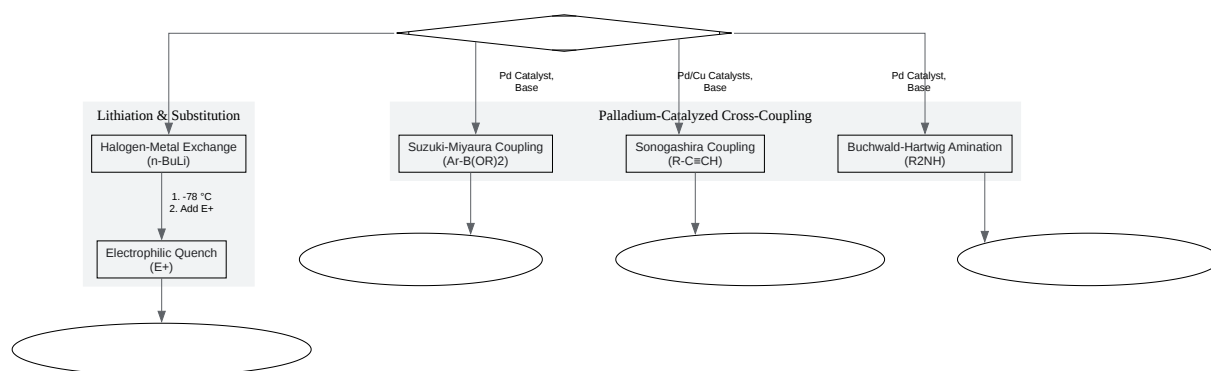 Pd Catalyst,
Base
Pd/Cu Catalysts,
Base
Pd Catalyst,
Base
Lithiation & Substitution
Palladium-Catalyzed Cross-Coupling
Halogen-Metal Exchange
(n-BuLi)
Suzuki-Miyaura Coupling
(Ar-B(OR)2)
Sonogashira Coupling
(R-C≡CH)
Buchwald-Hartwig Amination
(R2NH)
1. -78 °C
2. Add E+
Electrophilic Quench
(E+)